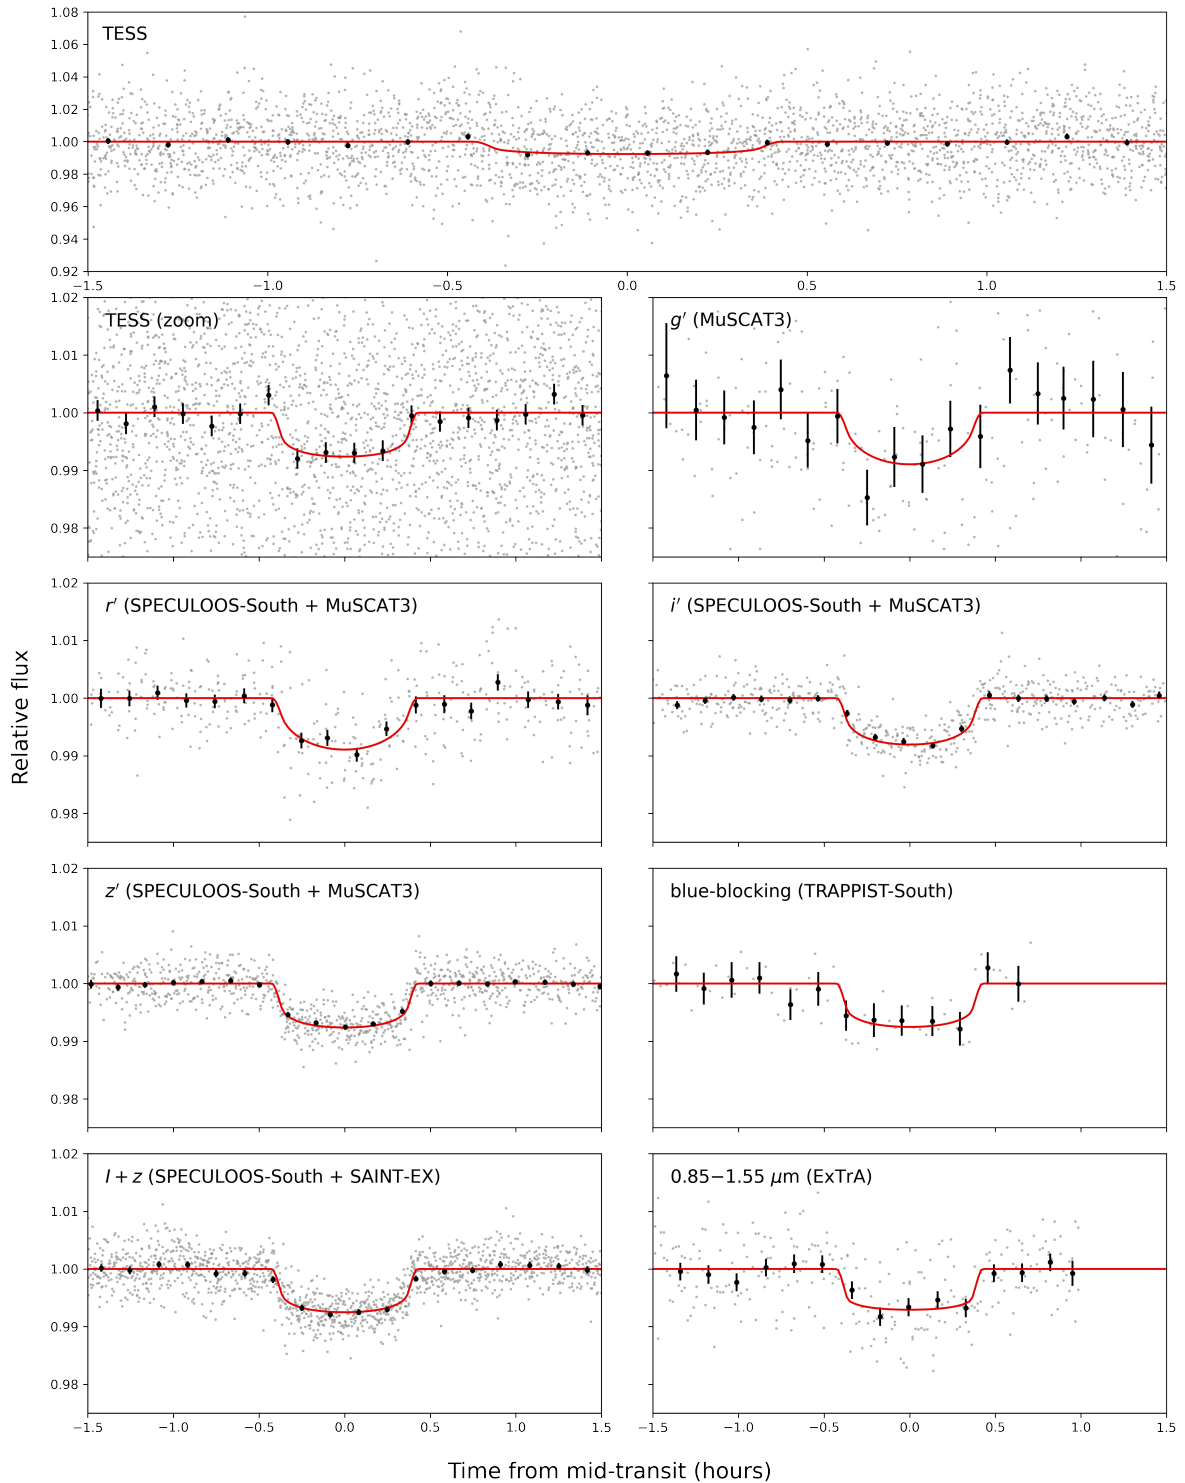 1.08
TESS
1.06
1.04
1.02
1.00
0.98
0.96
0.94
0.92
−1.5 −1.0 −0.5 0.0 0.5 1.0 1.5
1.02
TESS (zoom)
g′ (MuSCAT3)
1.01
1.00
0.99
0.98
1.02
r′ (SPECULOOS-South + MuSCAT3)
i′ (SPECULOOS-South + MuSCAT3)
1.01
1.00
0.99
0.98
Relative flux
1.02
z′ (SPECULOOS-South + MuSCAT3)
blue-blocking (TRAPPIST-South)
1.01
1.00
0.99
0.98
1.02
I + z (SPECULOOS-South + SAINT-EX)
0.85−1.55 μm (ExTrA)
1.01
1.00
0.99
0.98
−1.5 −1.0 −0.5 0.0 0.5 1.0 1.5
−1.5 −1.0 −0.5 0.0 0.5 1.0 1.5
Time from mid-transit (hours)